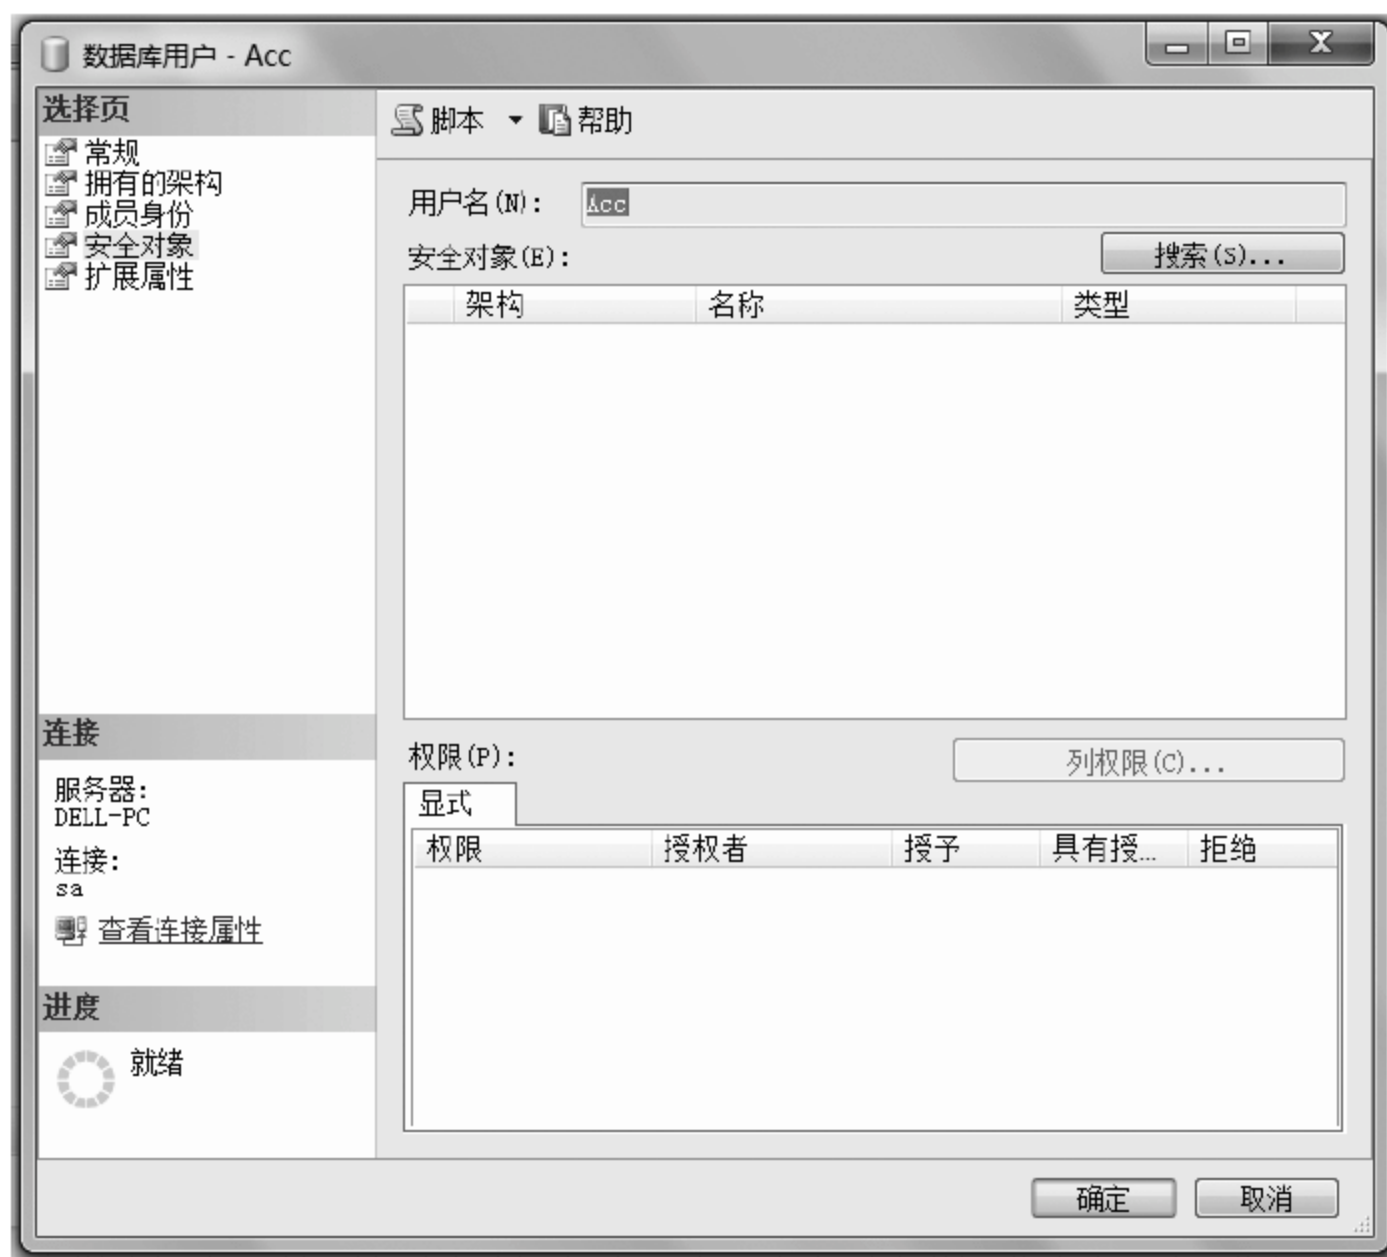 数据库用户 - Acc
选择页
常规
拥有的架构
成员身份
安全对象
扩展属性
脚本 帮助
用户名(N):
Acc
安全对象(E):
搜索(S)...
架构 名称 类型
权限(P):
列权限(C)...
显式
权限 授权者 授予 具有授... 拒绝
连接
服务器:
DELL-PC
连接:
sa
查看连接属性
进度
就绪
确定 取消